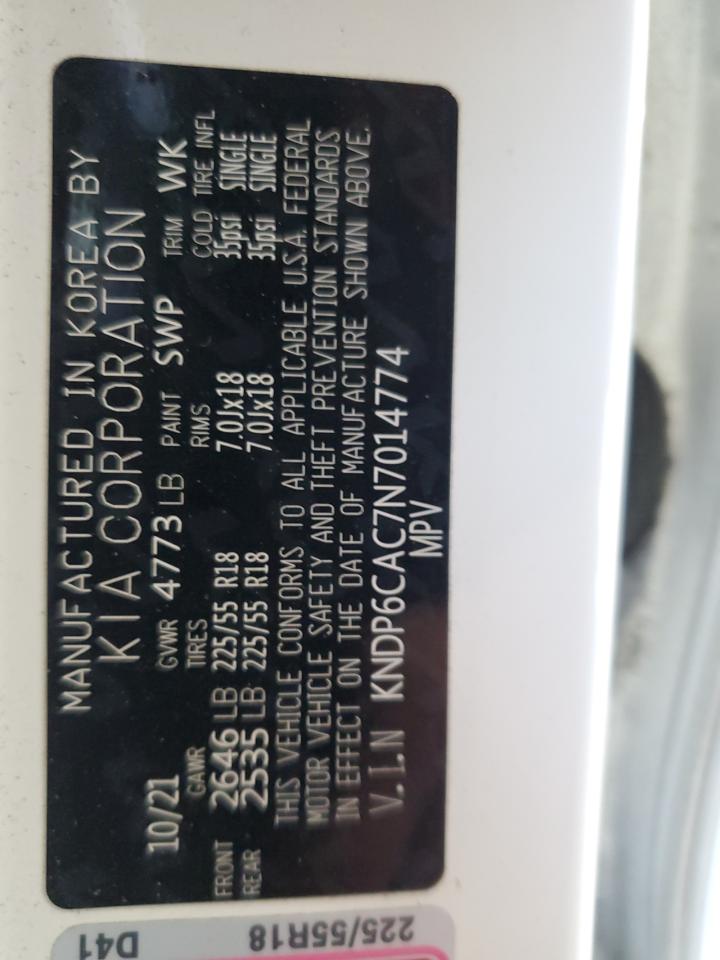 MANUFACTURED IN KOREA BY
KIA CORPORATION
10/21 GVWR 4773 LB PAINT SWP TRIM WK
GAWR TIRES RIMS COLD TIRE INFL
FRONT 2646 LB 225/55 R18 7.0Jx18 35psi SINGLE
REAR 2535 LB 225/55 R18 7.0Jx18 35psi SINGLE
THIS VEHICLE CONFORMS TO ALL APPLICABLE U.S.A. FEDERAL
MOTOR VEHICLE SAFETY AND THEFT PREVENTION STANDARDS
IN EFFECT ON THE DATE OF MANUFACTURE SHOWN ABOVE.
V.I.N KNDP6CAC7N7014774
MPV
D41
225/55R18
225/55R18